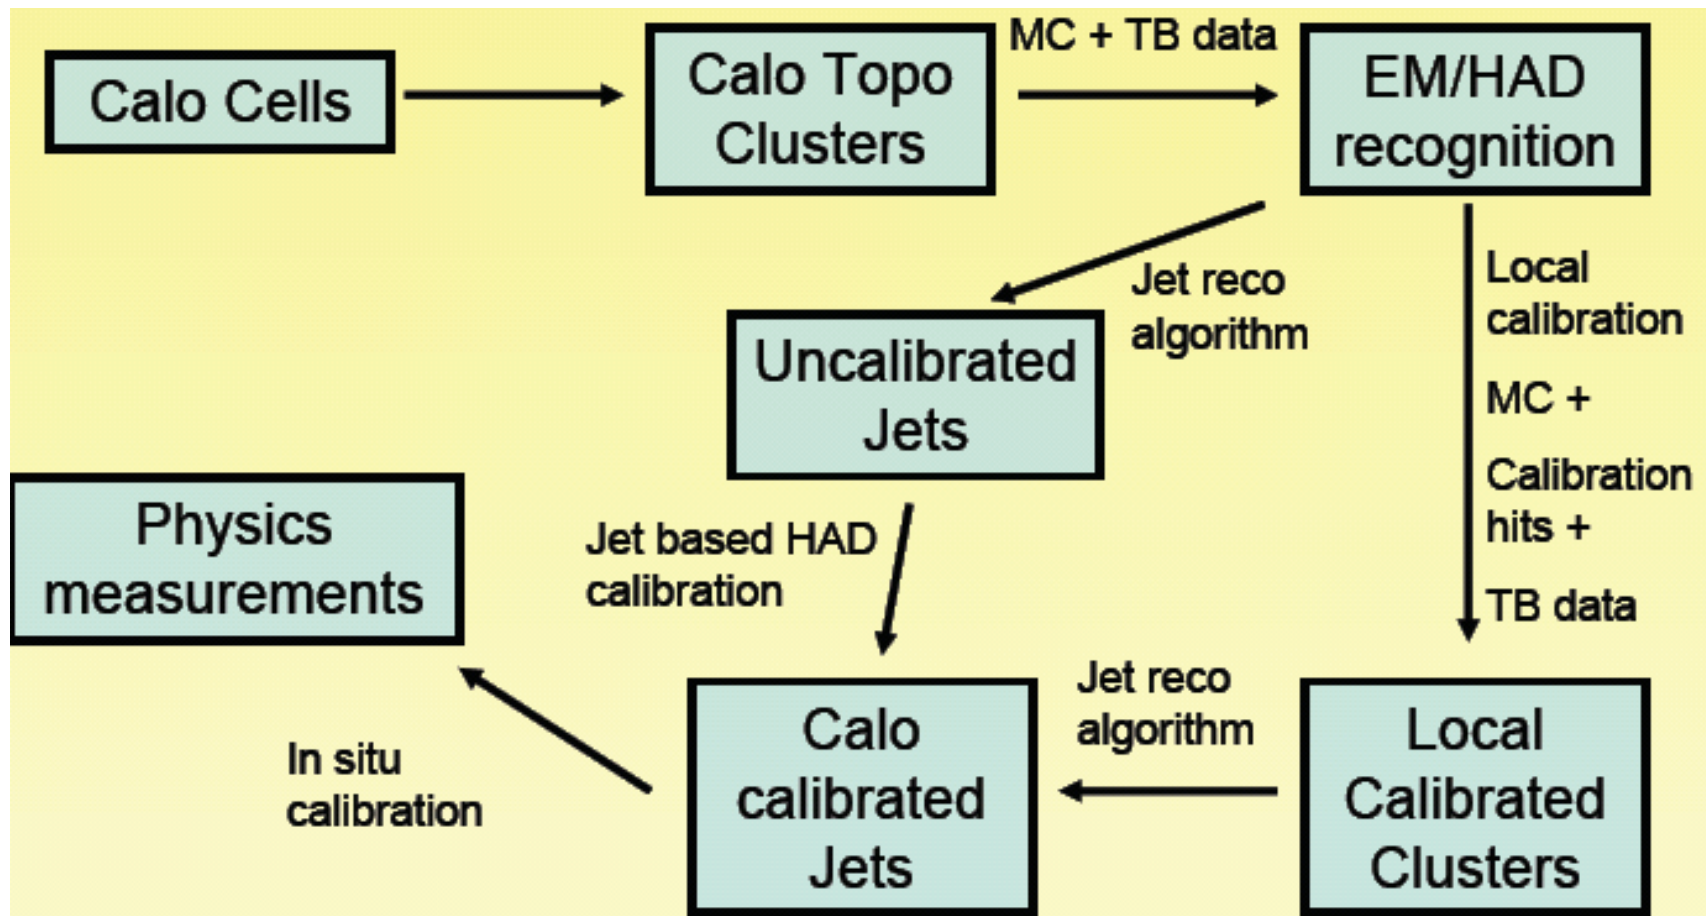 Calo Cells
Calo Topo
Clusters
MC + TB data
EM/HAD
recognition
Jet reco
algorithm
Local
calibration
MC +
Calibration
hits +
TB data
Uncalibrated
Jets
Physics
measurements
Jet based HAD
calibration
In situ
calibration
Calo
calibrated
Jets
Jet reco
algorithm
Local
Calibrated
Clusters